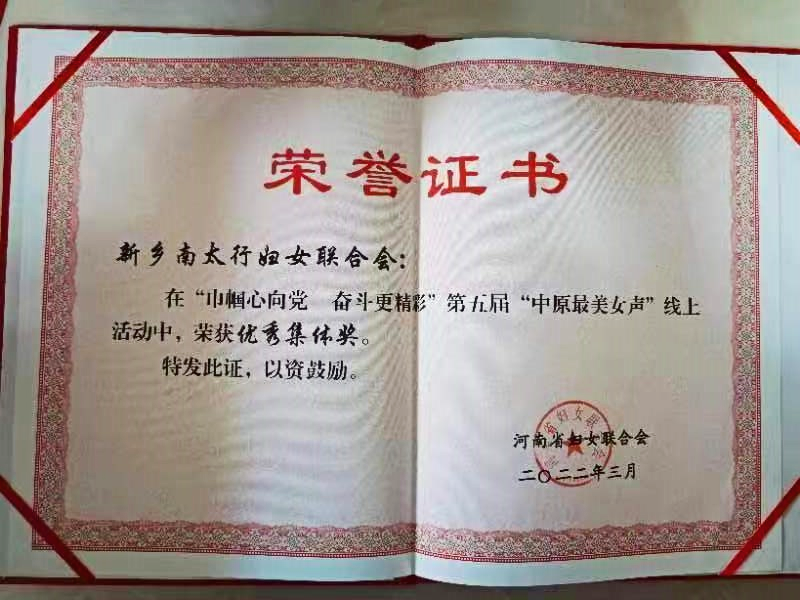 荣誉证书
新乡南太行妇女联合会：
在“巾帼心向党 奋斗更精彩”第五届“中原最美女声”线上
活动中，荣获优秀集体奖。
特发此证，以资鼓励。
河南省妇女联合会
二〇二二年三月